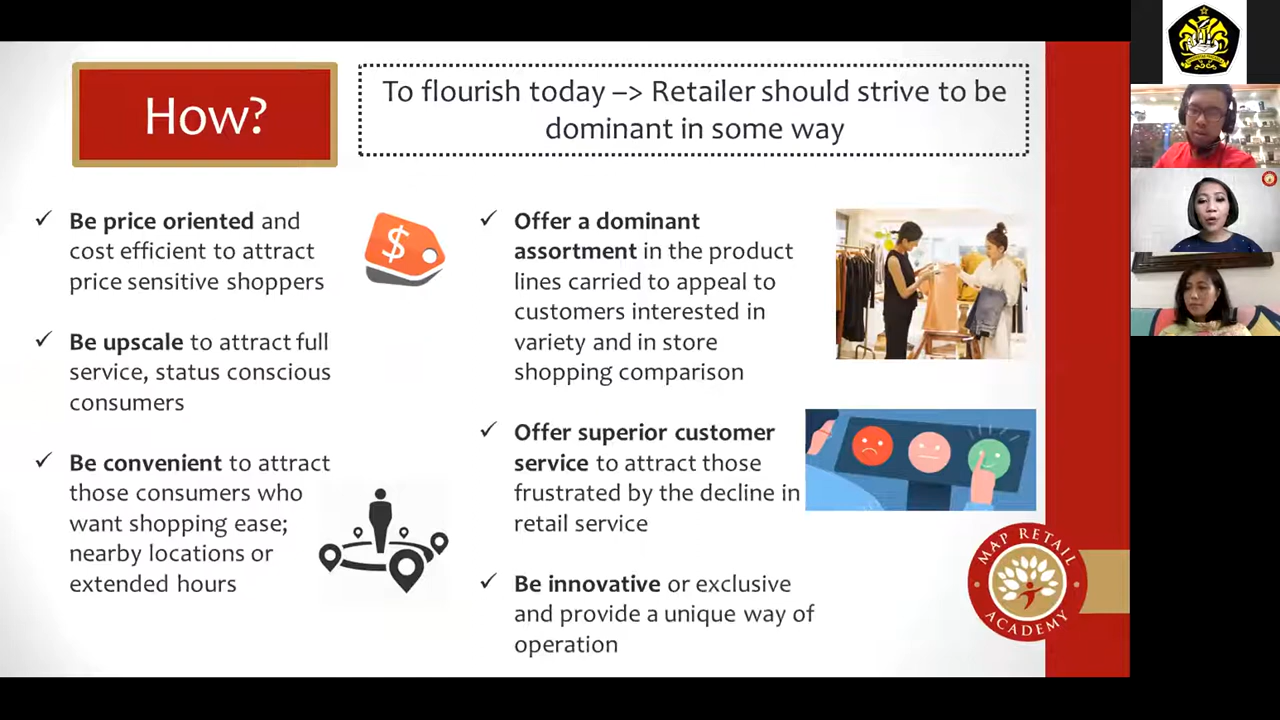 How?
To flourish today –> Retailer should strive to be
dominant in some way
✓ Be price oriented and
cost efficient to attract
price sensitive shoppers
$
✓ Be upscale to attract full
service, status conscious
consumers
✓ Be convenient to attract
those consumers who
want shopping ease;
nearby locations or
extended hours
✓ Offer a dominant
assortment in the product
lines carried to appeal to
customers interested in
variety and in store
shopping comparison
✓ Offer superior customer
service to attract those
frustrated by the decline in
retail service
✓ Be innovative or exclusive
and provide a unique way of
operation
MAP RETAIL
ACADEMY